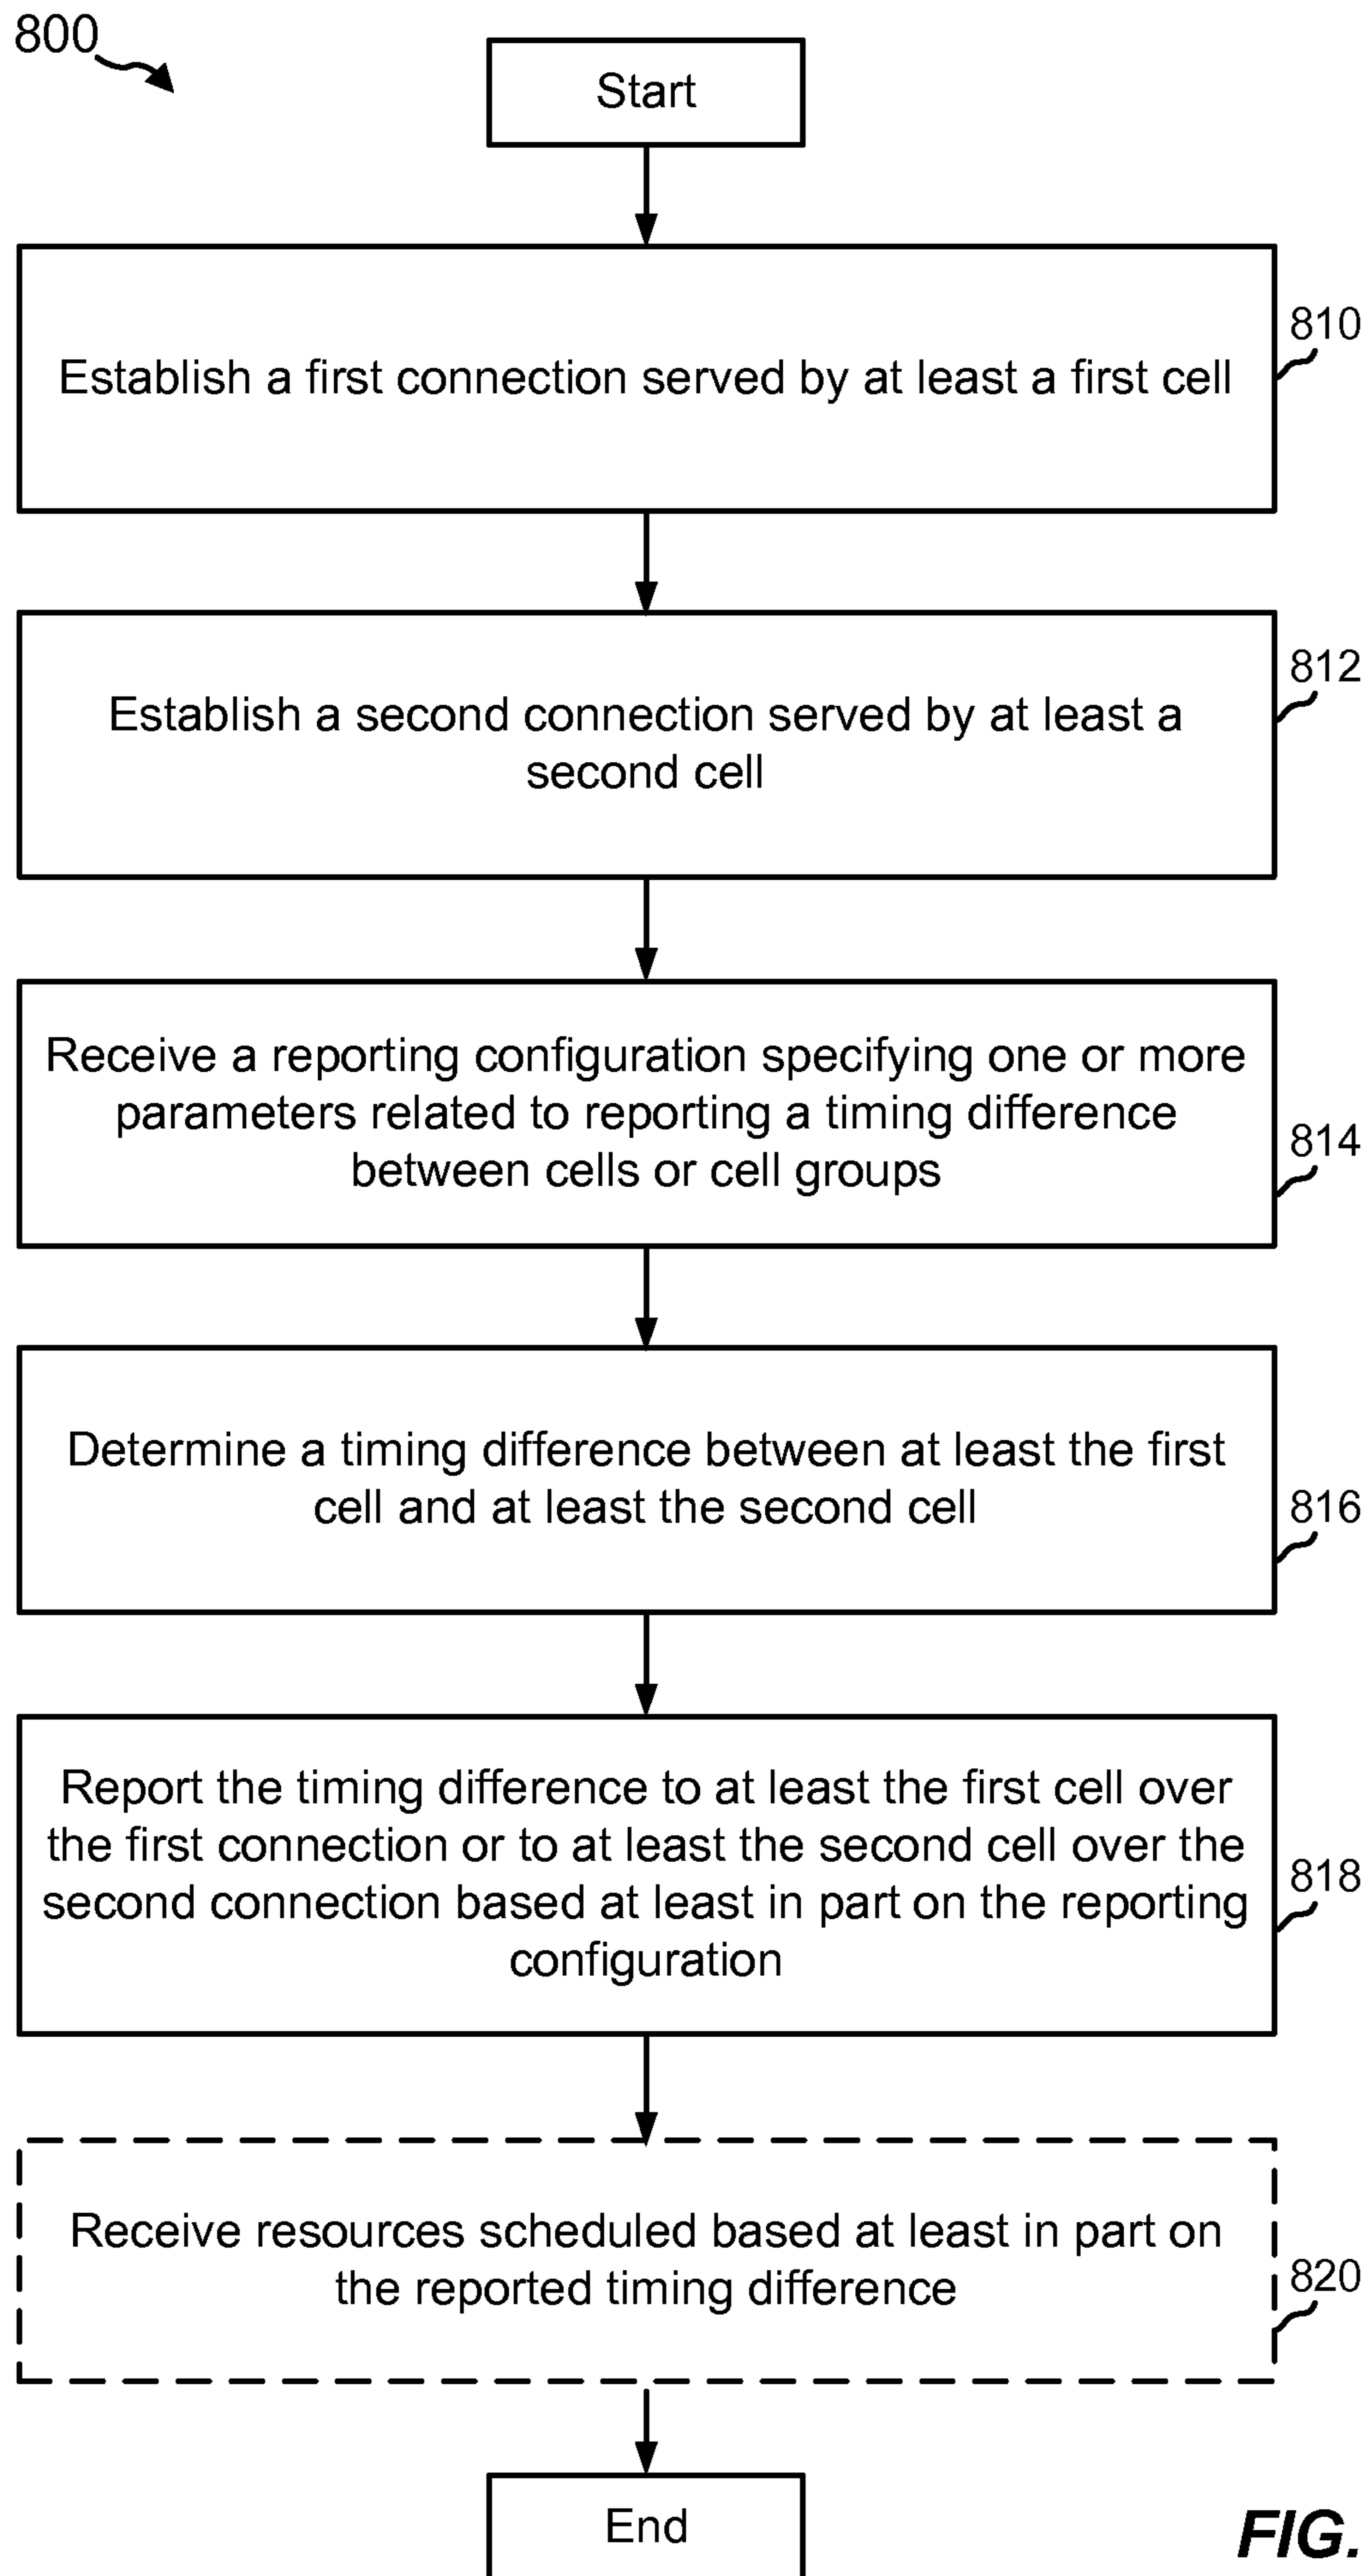 800
Start
Establish a first connection served by at least a first cell
810
Establish a second connection served by at least a
second cell
812
Receive a reporting configuration specifying one or more
parameters related to reporting a timing difference
between cells or cell groups
814
Determine a timing difference between at least the first
cell and at least the second cell
816
Report the timing difference to at least the first cell over
the first connection or to at least the second cell over the
second connection based at least in part on the reporting
configuration
818
Receive resources scheduled based at least in part on
the reported timing difference
820
End
FIG.